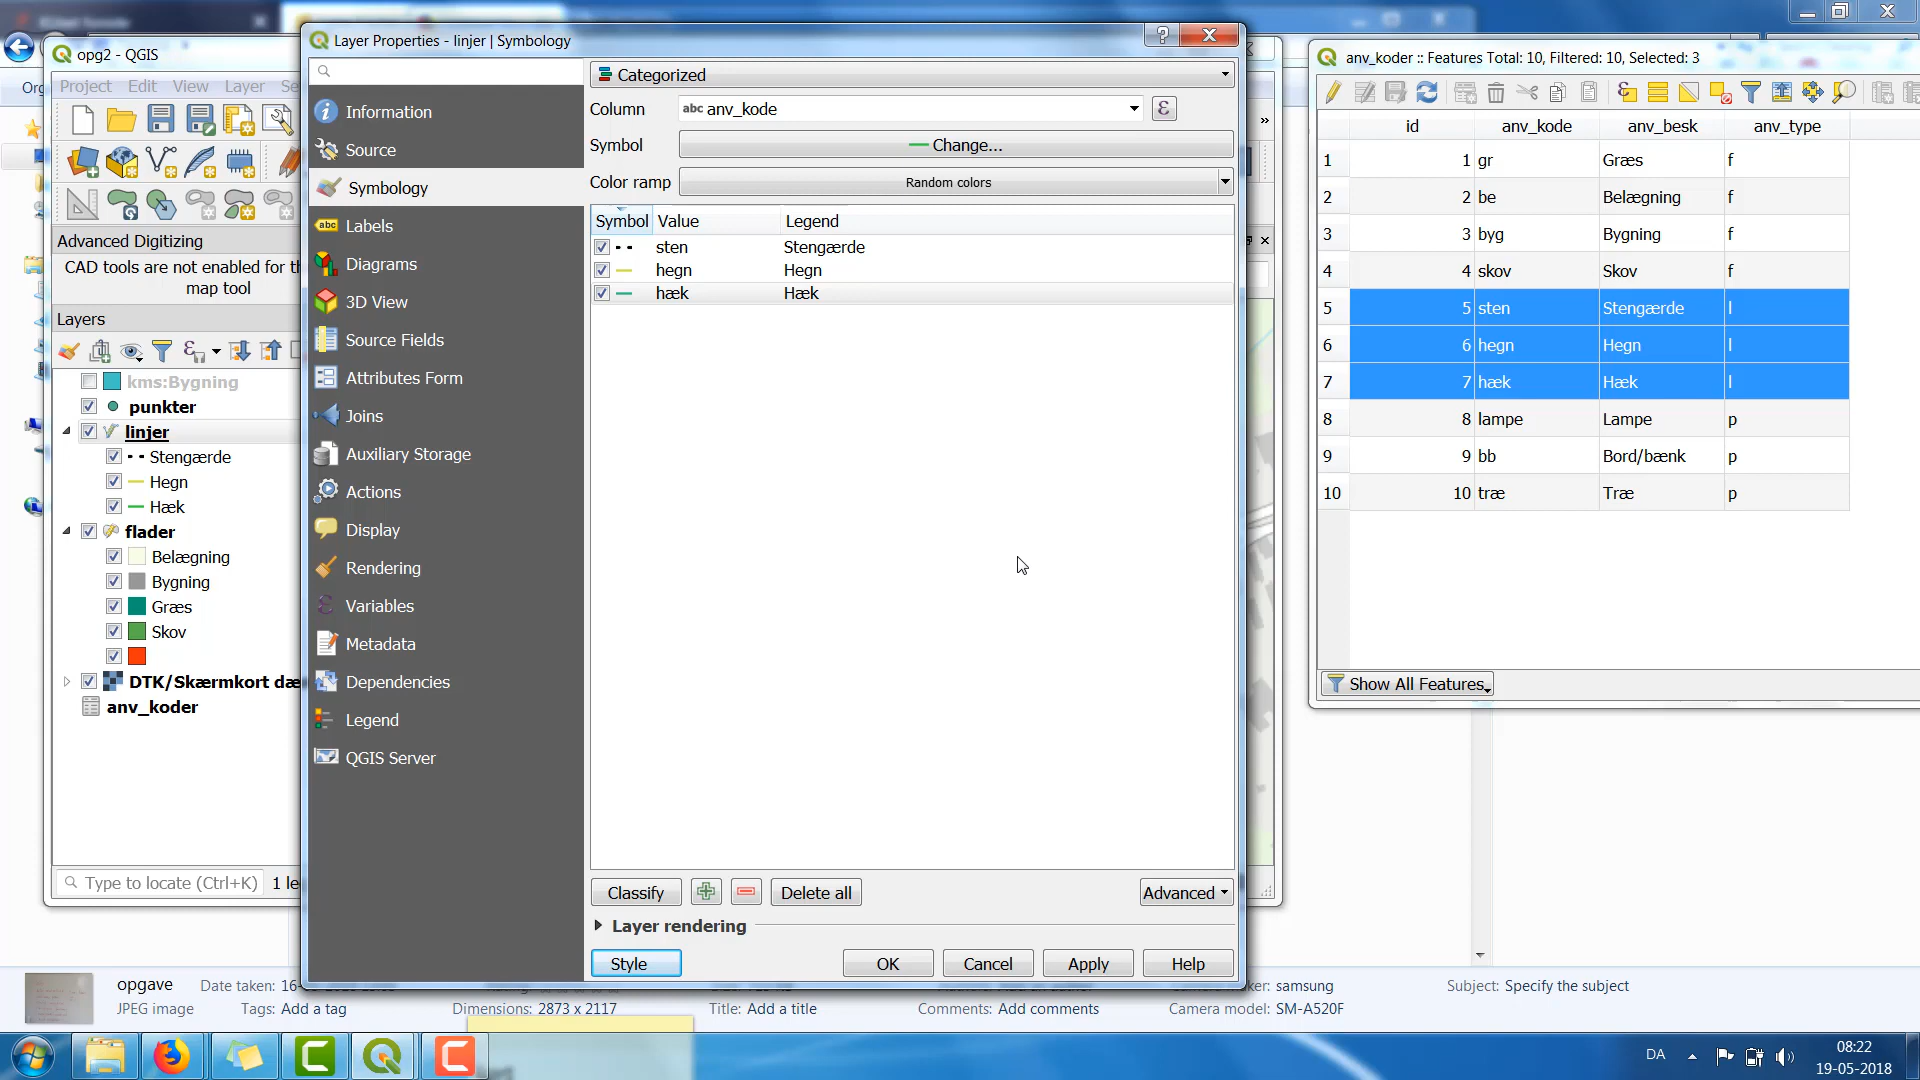 Layer Properties - linjer | Symbology
opg2 - QGIS
Project Edit View Layer
Advanced Digitizing
CAD tools are not enabled for th
map tool
Layers
kms:Bygning
punkter
linjer
Stengærde
Hegn
Hæk
flader
Belægning
Bygning
Græs
Skov
DTK/Skærmkort dæ
anv_koder
Type to locate (Ctrl+K)
Information
Source
Symbology
Labels
Diagrams
3D View
Source Fields
Attributes Form
Joins
Auxiliary Storage
Actions
Display
Rendering
Variables
Metadata
Dependencies
Legend
QGIS Server
Categorized
Column abc anv_kode
Symbol Change...
Color ramp Random colors
Symbol Value Legend
sten Stengærde
hegn Hegn
hæk Hæk
Classify Delete all Advanced
Layer rendering
Style OK Cancel Apply Help
anv_koder :: Features Total: 10, Filtered: 10, Selected: 3
id anv_kode anv_besk anv_type
1 1 gr Græs f
2 2 be Belægning f
3 3 byg Bygning f
4 4 skov Skov f
5 5 sten Stengærde l
6 6 hegn Hegn l
7 7 hæk Hæk l
8 8 lampe Lampe p
9 9 bb Bord/bænk p
10 10 træ Træ p
Show All Features
opgave Date taken: 16- samsung Subject: Specify the subject
JPEG image Tags: Add a tag Dimensions: 2873 x 2117 Title: Add a title Comments: Add comments Camera model: SM-A520F
DA 08:22
19-05-2018